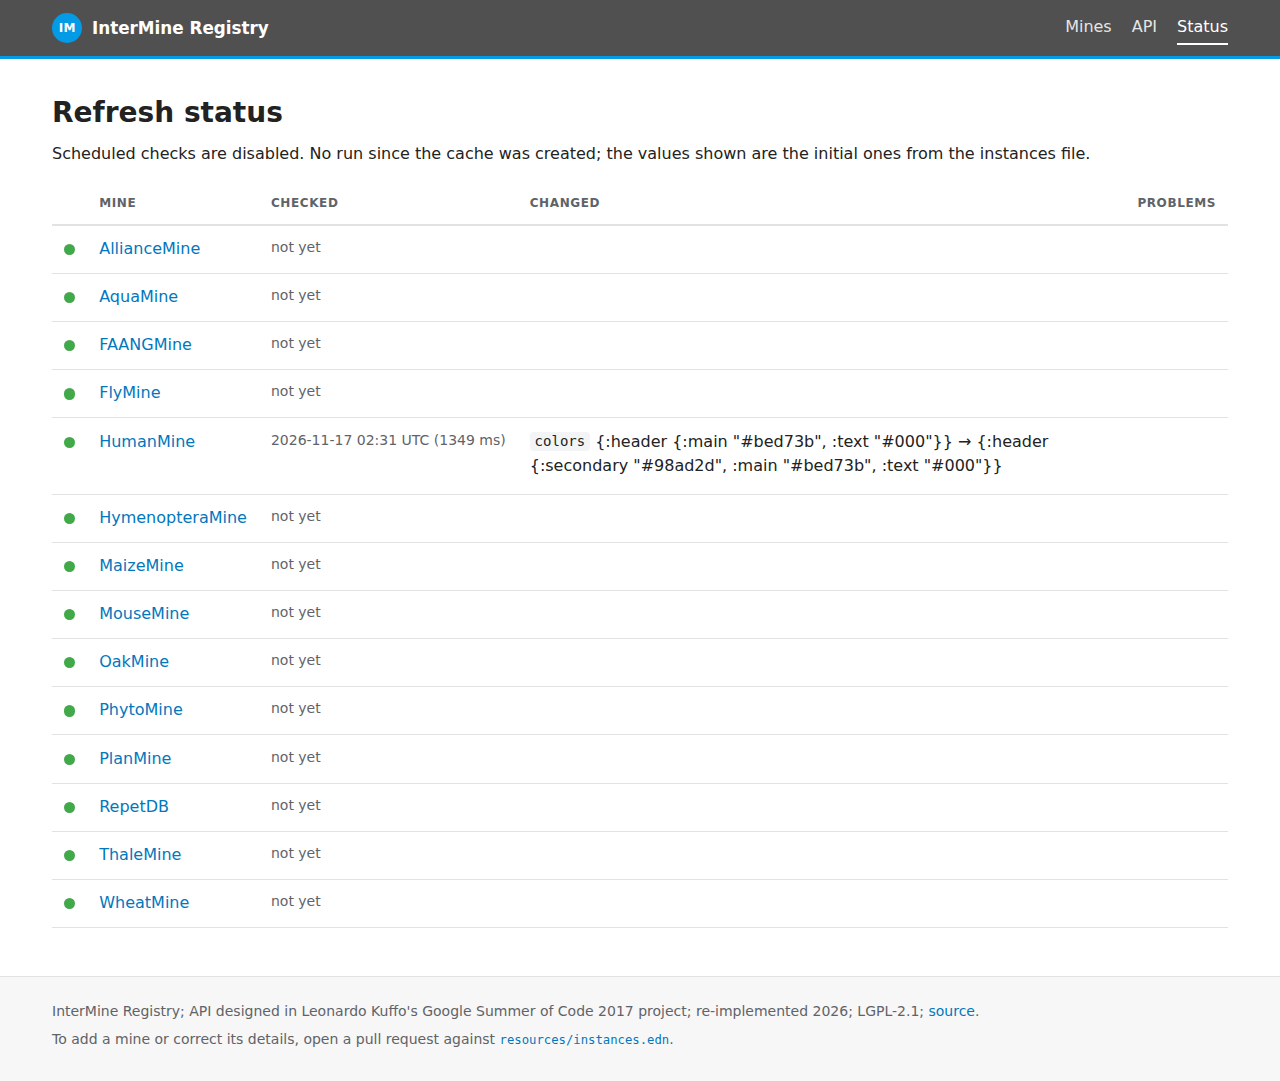 IM InterMine Registry Mines API Status
Refresh status
Scheduled checks are disabled. No run since the cache was created; the values shown are the initial ones from the instances file.
MINE CHECKED CHANGED PROBLEMS
AllianceMine not yet
AquaMine not yet
FAANGMine not yet
FlyMine not yet
HumanMine 2026-11-17 02:31 UTC (1349 ms) colors {:header {:main "#bed73b", :text "#000"}} → {:header
{:secondary "#98ad2d", :main "#bed73b", :text "#000"}}
HymenopteraMine not yet
MaizeMine not yet
MouseMine not yet
OakMine not yet
PhytoMine not yet
PlanMine not yet
RepetDB not yet
ThaleMine not yet
WheatMine not yet
InterMine Registry; API designed in Leonardo Kuffo's Google Summer of Code 2017 project; re-implemented 2026; LGPL-2.1; source.
To add a mine or correct its details, open a pull request against resources/instances.edn.